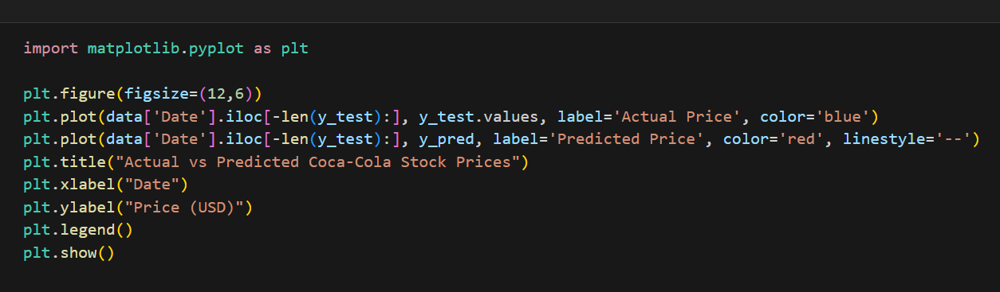 import matplotlib.pyplot as plt
plt.figure(figsize=(12,6))
plt.plot(data['Date'].iloc[-len(y_test):], y_test.values, label='Actual Price', color='blue')
plt.plot(data['Date'].iloc[-len(y_test):], y_pred, label='Predicted Price', color='red', linestyle='--')
plt.title("Actual vs Predicted Coca-Cola Stock Prices")
plt.xlabel("Date")
plt.ylabel("Price (USD)")
plt.legend()
plt.show()